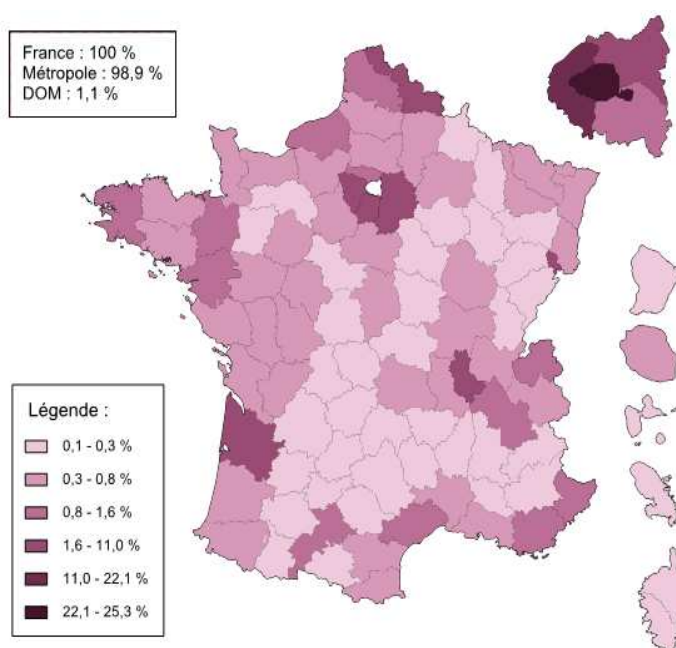 France : 100 %
Métropole : 98,9 %
DOM : 1,1 %
Légende :
0,1 - 0,3 %
0,3 - 0,8 %
0,8 - 1,6 %
1,6 - 11,0 %
11,0 - 22,1 %
22,1 - 25,3 %